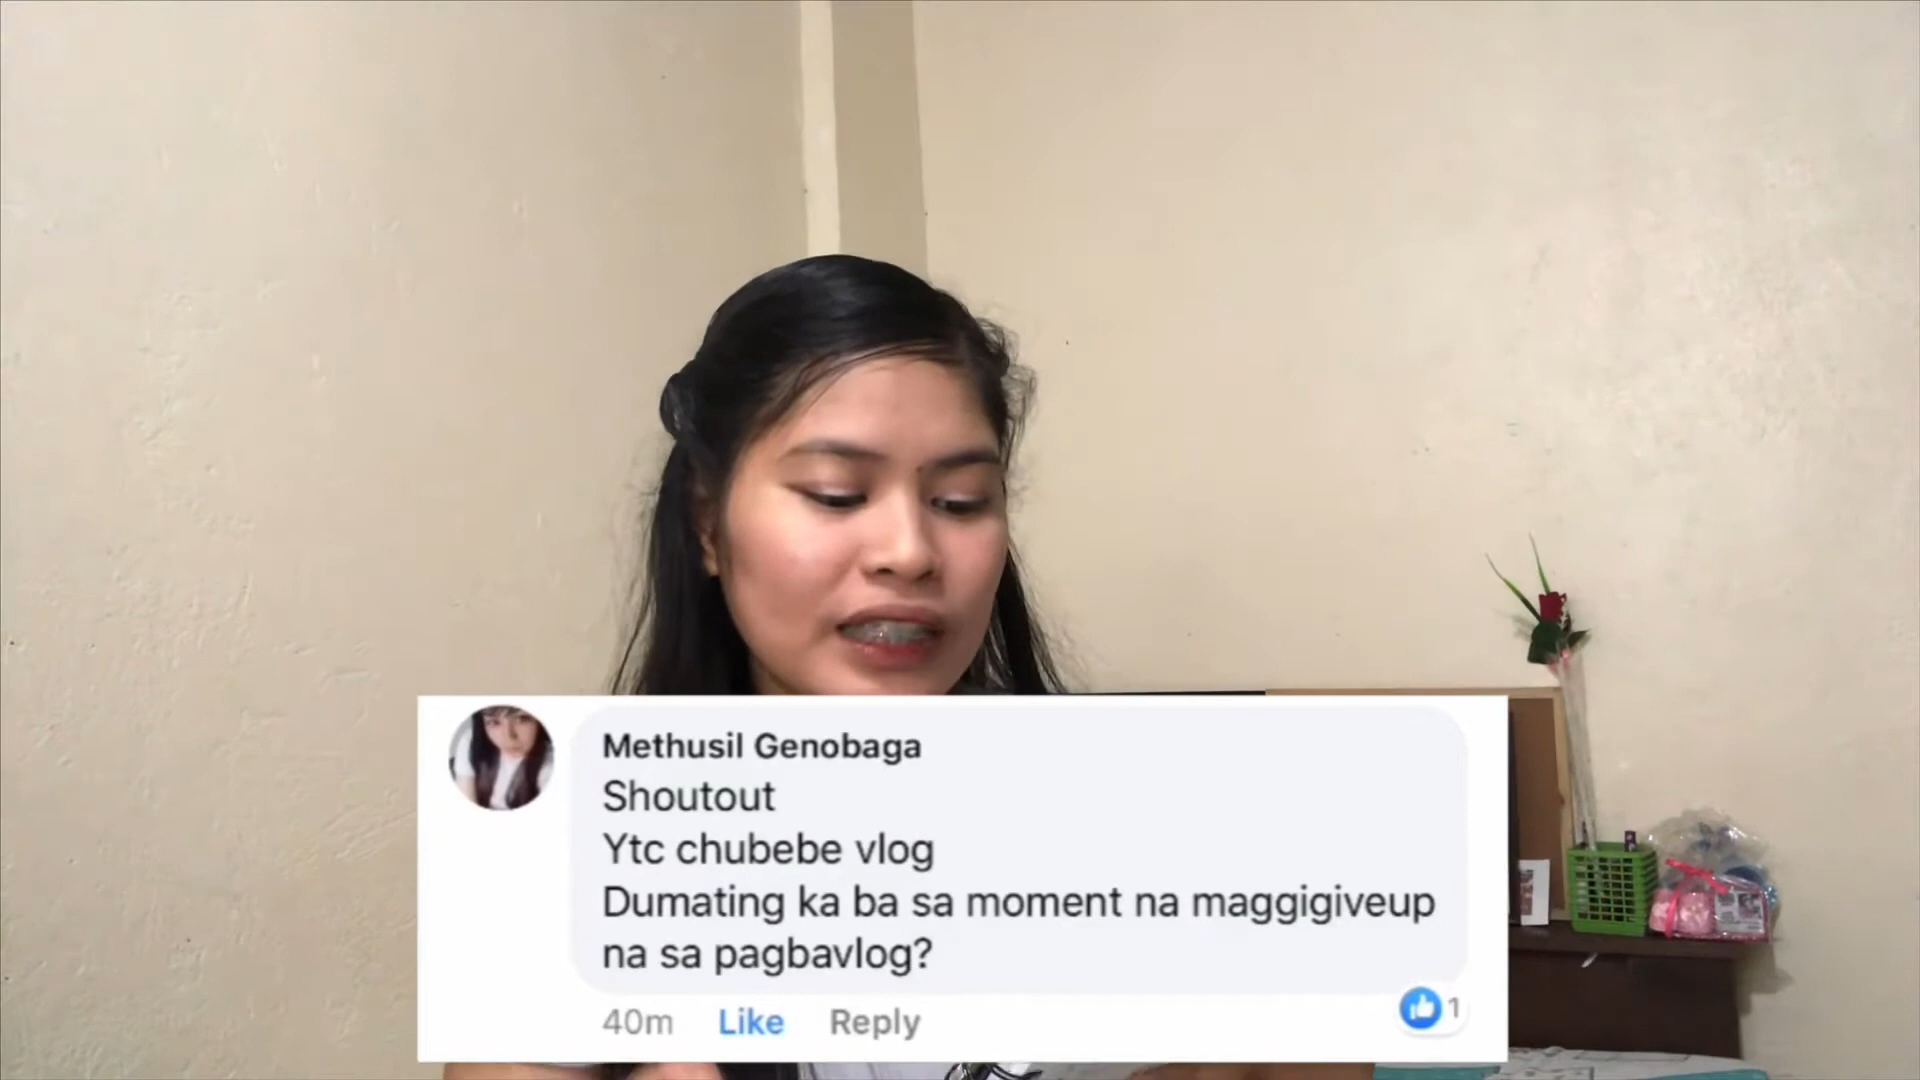 Methusil Genobaga
Shoutout
Ytc chubebe vlog
Dumating ka ba sa moment na maggigiveup
na sa pagbavlog?
40m Like Reply 1